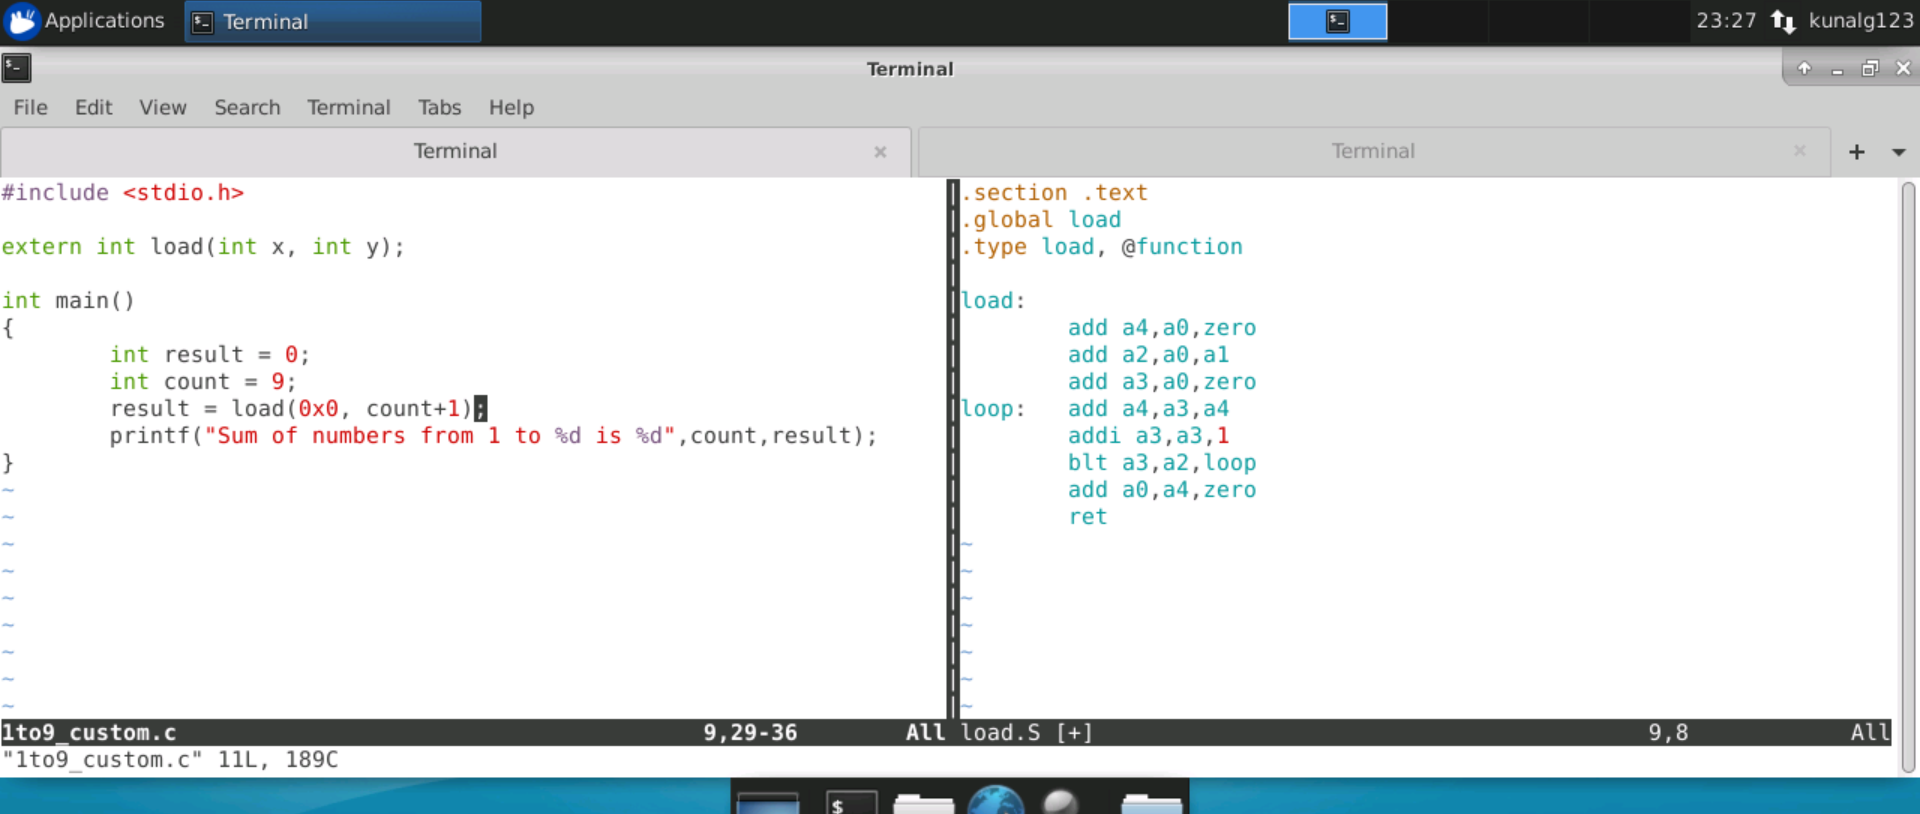 Applications Terminal 23:27 kunalg123
Terminal
File Edit View Search Terminal Tabs Help
Terminal Terminal
#include <stdio.h>
extern int load(int x, int y);
int main()
{
int result = 0;
int count = 9;
result = load(0x0, count+1);
printf("Sum of numbers from 1 to %d is %d",count,result);
}
~
~
~
~
~
~
~
~
~
1to9_custom.c 9,29-36 All
"1to9_custom.c" 11L, 189C
.section .text
.global load
.type load, @function
load:
add a4,a0,zero
add a2,a0,a1
add a3,a0,zero
loop: add a4,a3,a4
addi a3,a3,1
blt a3,a2,loop
add a0,a4,zero
ret
~
~
~
~
~
~
~
load.S [+] 9,8 All